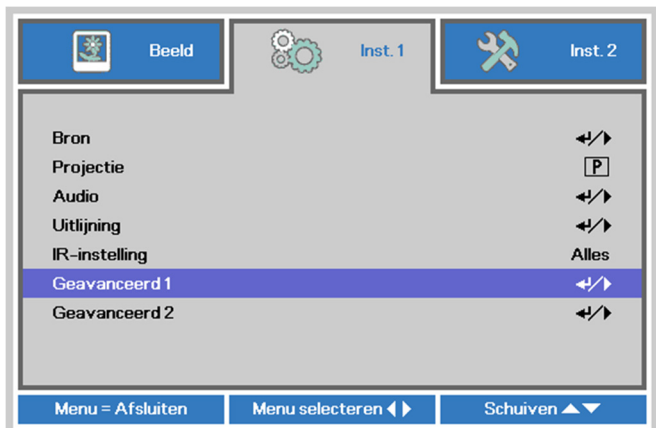 Beeld Inst. 1 Inst. 2
Bron
Projectie P
Audio
Uitlijning
IR-instelling Alles
Geavanceerd 1
Geavanceerd 2
Menu = Afsluiten Menu selecteren Schuiven